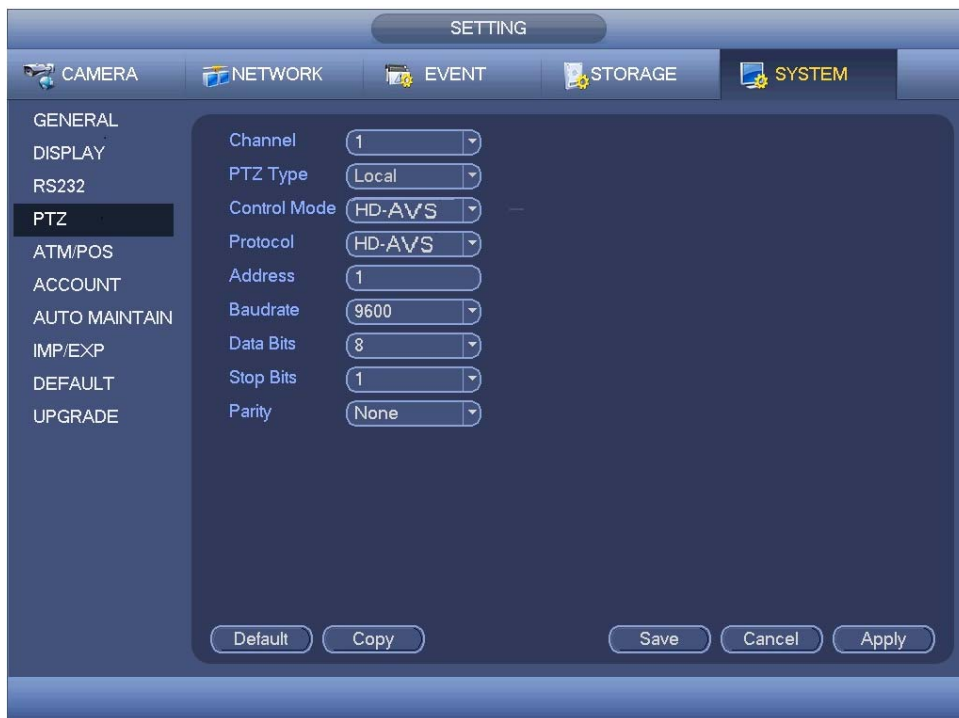 SETTING
CAMERA NETWORK EVENT STORAGE SYSTEM
GENERAL
DISPLAY
RS232
PTZ
ATM/POS
ACCOUNT
AUTO MAINTAIN
IMP/EXP
DEFAULT
UPGRADE
Channel 1
PTZ Type Local
Control Mode HD-AVS
Protocol HD-AVS
Address 1
Baudrate 9600
Data Bits 8
Stop Bits 1
Parity None
Default Copy Save Cancel Apply